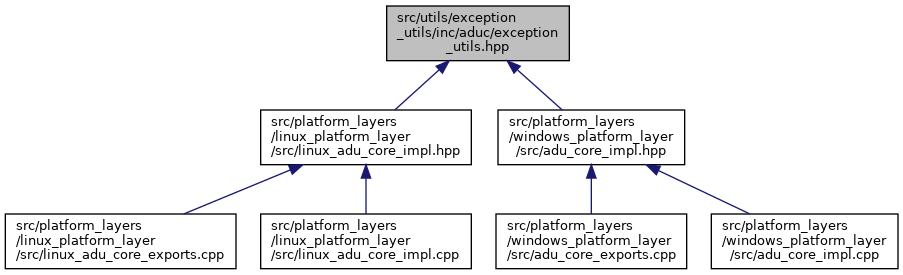 src/utils/exception
_utils/inc/aduc/exception
_utils.hpp
src/platform_layers
/linux_platform_layer
/src/linux_adu_core_impl.hpp
src/platform_layers
/windows_platform_layer
/src/adu_core_impl.hpp
src/platform_layers
/linux_platform_layer
/src/linux_adu_core_exports.cpp
src/platform_layers
/linux_platform_layer
/src/linux_adu_core_impl.cpp
src/platform_layers
/windows_platform_layer
/src/adu_core_exports.cpp
src/platform_layers
/windows_platform_layer
/src/adu_core_impl.cpp